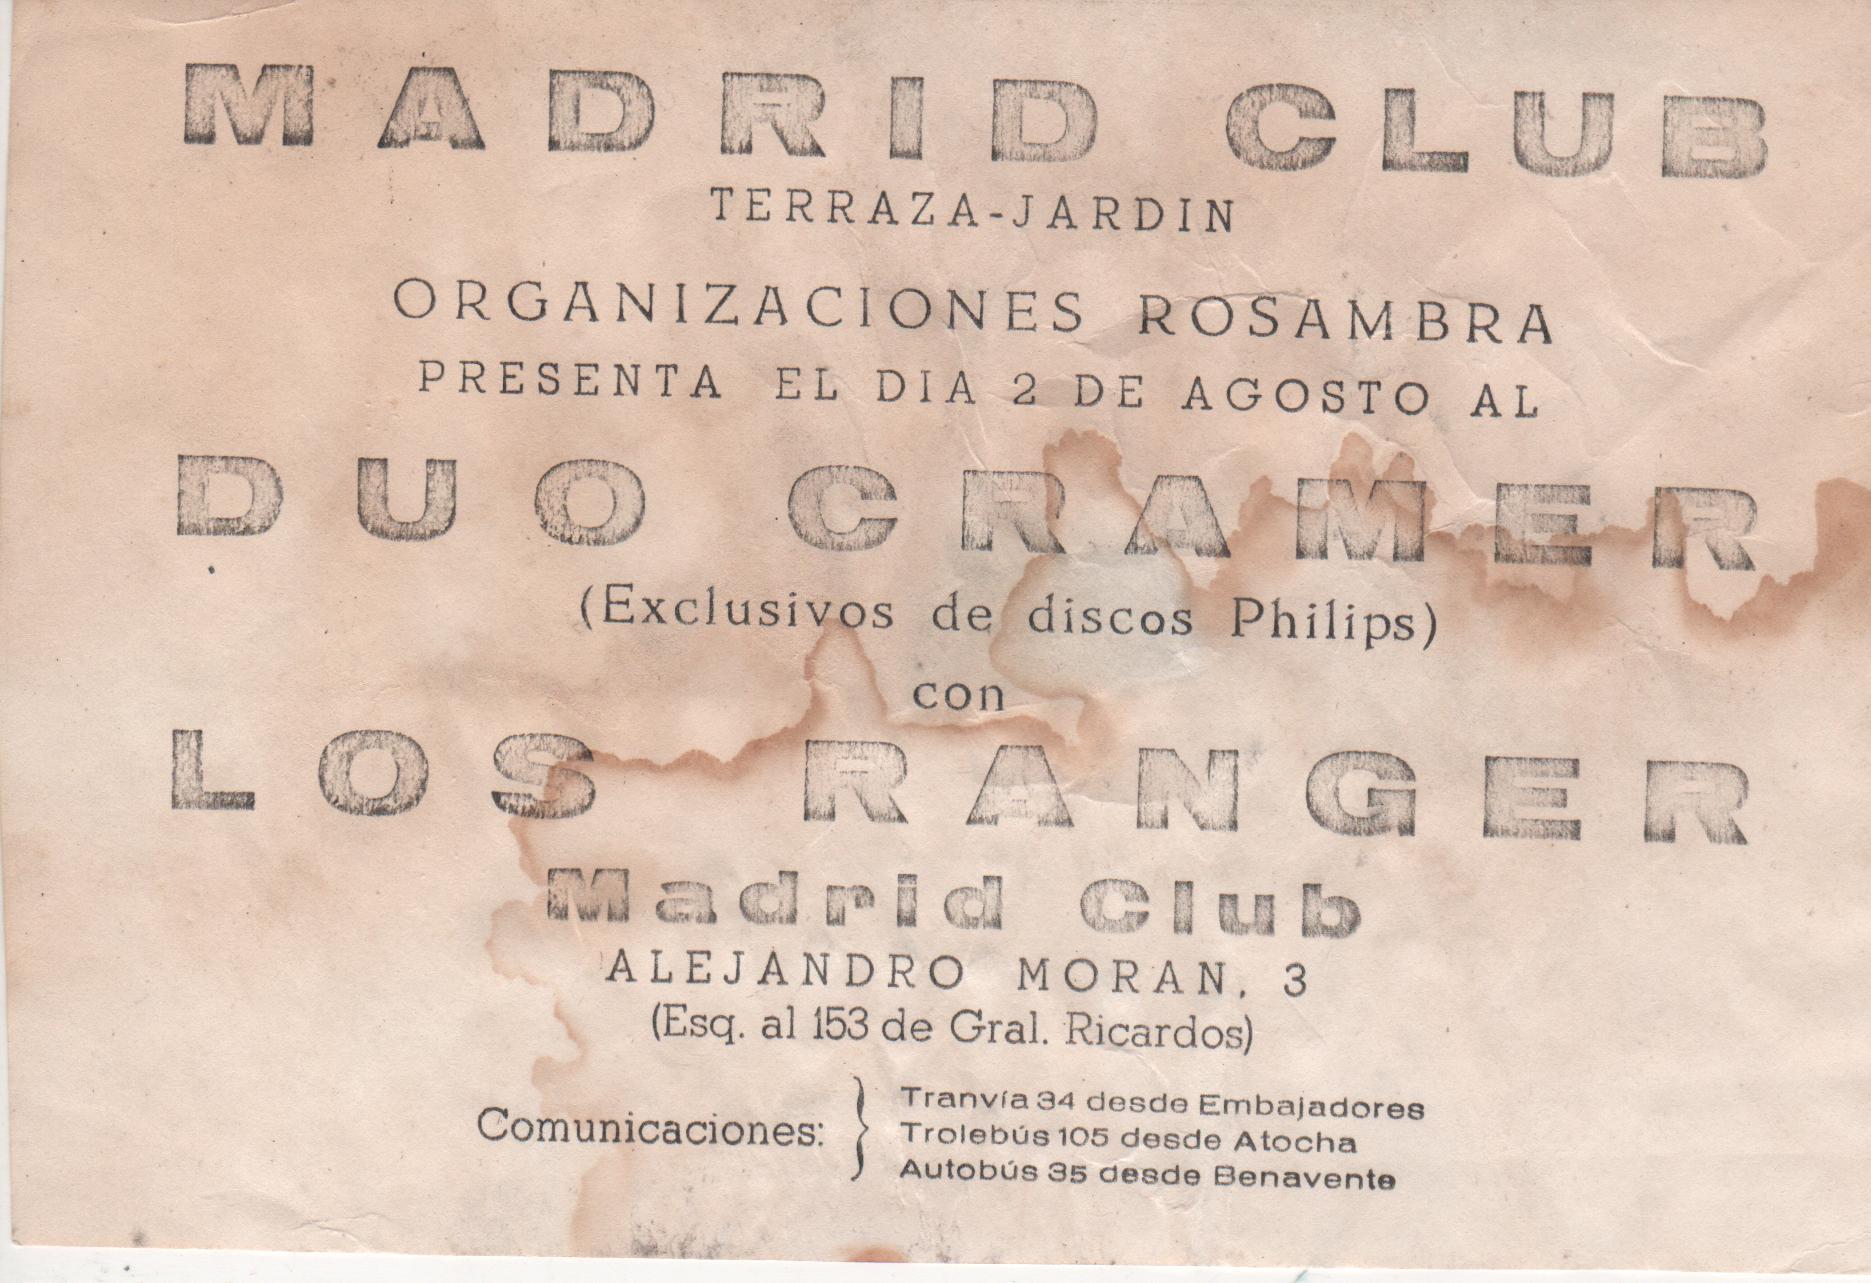 MADRID CLUB
TERRAZA-JARDIN
ORGANIZACIONES ROSAMBRA
PRESENTA EL DIA 2 DE AGOSTO AL
DUO CRAMER
(Exclusivos de discos Philips)
con
LOS RANGER
Madrid Club
ALEJANDRO MORAN, 3
(Esq. al 153 de Gral. Ricardos)
Comunicaciones:
Tranvía 34 desde Embajadores
Trolebús 105 desde Atocha
Autobús 35 desde Benavente